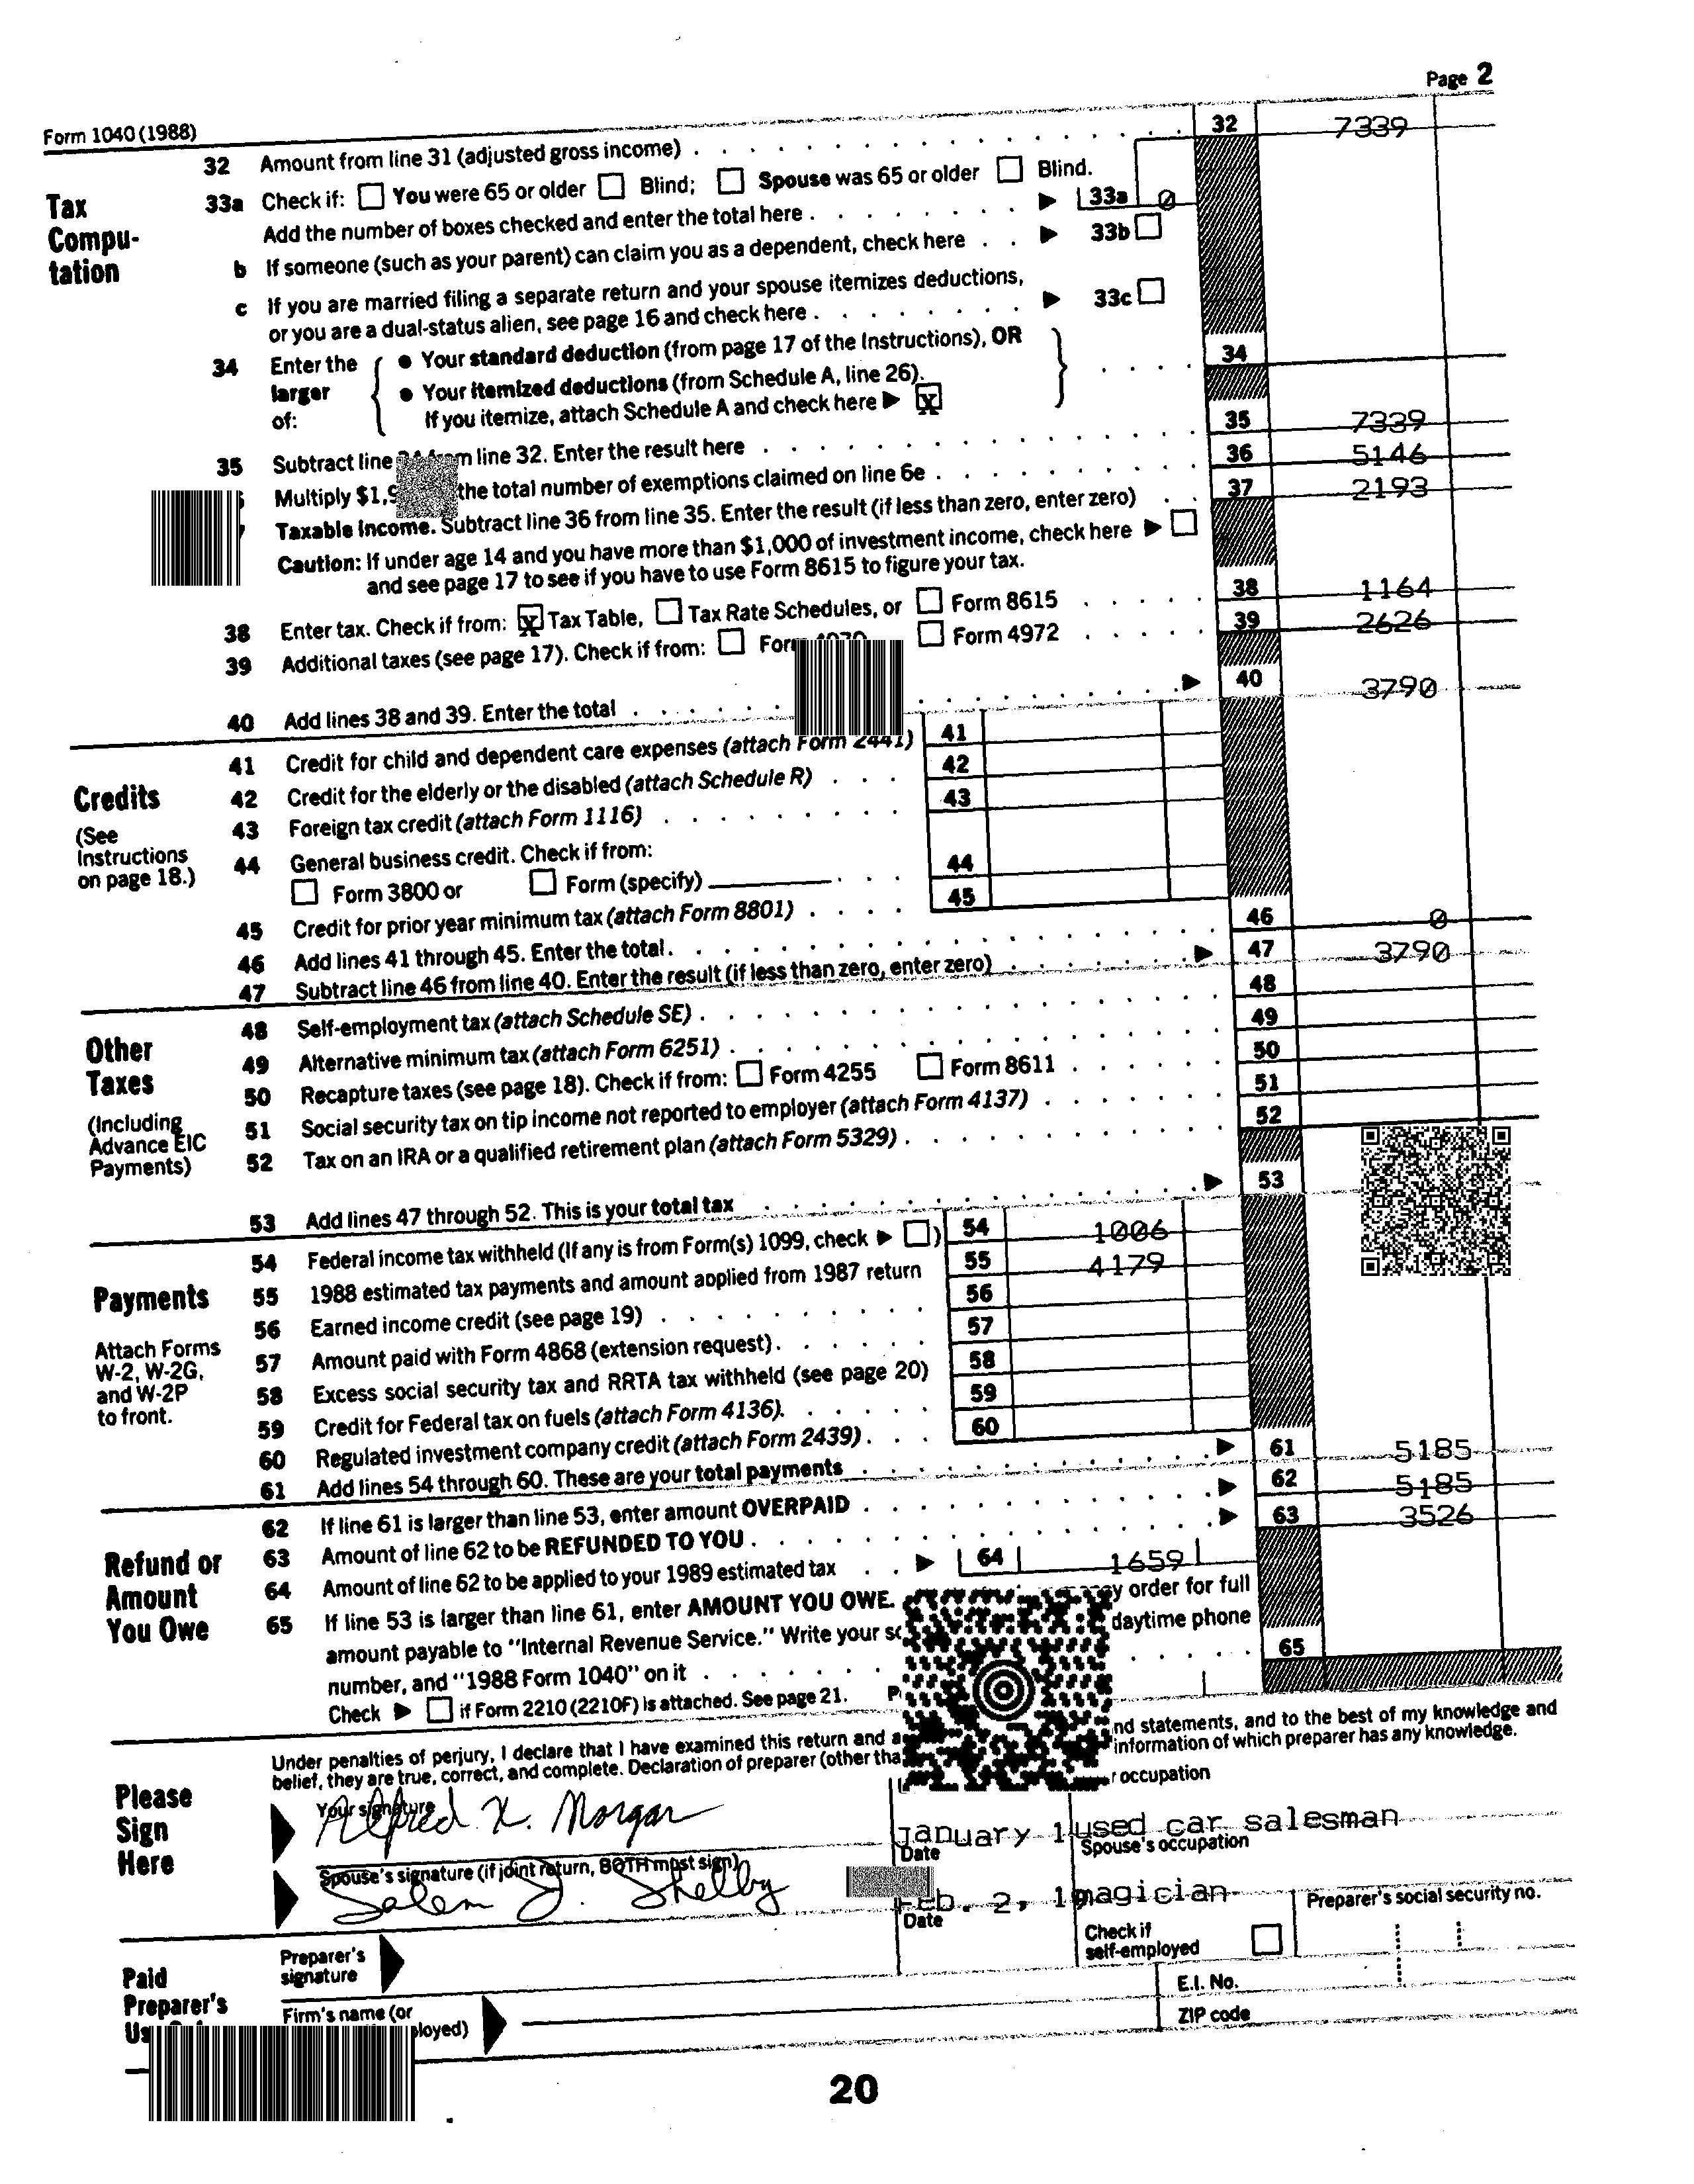 Page 2
Form 1040 (1988)
32 Amount from line 31 (adjusted gross income) . . . 32 7339
Tax Compu-tation
33a Check if: You were 65 or older Blind; Spouse was 65 or older Blind.
Add the number of boxes checked and enter the total here . . . 33a 0
b If someone (such as your parent) can claim you as a dependent, check here . . 33b
c If you are married filing a separate return and your spouse itemizes deductions,
or you are a dual-status alien, see page 16 and check here . . . 33c
34 Enter the larger of: • Your standard deduction (from page 17 of the Instructions), OR 34
• Your itemized deductions (from Schedule A, line 26).
If you itemize, attach Schedule A and check here X
35 Subtract line line 32. Enter the result here . . . 35 7339
Multiply the total number of exemptions claimed on line 6e . . . 36 5146
Taxable income. Subtract line 36 from line 35. Enter the result (if less than zero, enter zero) . . 37 2193
Caution: If under age 14 and you have more than $1,000 of investment income, check here
and see page 17 to see if you have to use Form 8615 to figure your tax.
38 Enter tax. Check if from: X Tax Table, Tax Rate Schedules, or Form 8615 . . . 38 1164
39 Additional taxes (see page 17). Check if from: Form 4972 . . . 39 2626
40 Add lines 38 and 39. Enter the total . . . 40 3790
Credits
(See Instructions on page 18.)
41 Credit for child and dependent care expenses (attach Form 2441) 41
42 Credit for the elderly or the disabled (attach Schedule R) . . . 42
43 Foreign tax credit (attach Form 1116) . . . 43
44 General business credit. Check if from:
Form 3800 or Form (specify) . . . 44
45 Credit for prior year minimum tax (attach Form 8801) . . . 45
46 Add lines 41 through 45. Enter the total . . . 46 0
47 Subtract line 46 from line 40. Enter the result (if less than zero, enter zero) . . . 47 3790
Other Taxes
(Including Advance EIC Payments)
48 Self-employment tax (attach Schedule SE) . . . 48
49 Alternative minimum tax (attach Form 6251) . . . 49
50 Recapture taxes (see page 18). Check if from: Form 4255 Form 8611 . . . 50
51 Social security tax on tip income not reported to employer (attach Form 4137) . . . 51
52 Tax on an IRA or a qualified retirement plan (attach Form 5329) . . . 52
53 Add lines 47 through 52. This is your total tax . . . 53
Payments
Attach Forms W-2, W-2G, and W-2P to front.
54 Federal income tax withheld (If any is from Form(s) 1099, check ) 54 1006
55 1988 estimated tax payments and amount applied from 1987 return 55 4179
56 Earned income credit (see page 19) . . . 56
57 Amount paid with Form 4868 (extension request) . . . 57
58 Excess social security tax and RRTA tax withheld (see page 20) 58
59 Credit for Federal tax on fuels (attach Form 4136) . . . 59
60 Regulated investment company credit (attach Form 2439) . . . 60
61 Add lines 54 through 60. These are your total payments . . . 61 5185
Refund or Amount You Owe
62 If line 61 is larger than line 53, enter amount OVERPAID . . . 62 5185
63 Amount of line 62 to be REFUNDED TO YOU . . . 63 3526
64 Amount of line 62 to be applied to your 1989 estimated tax . . 64 1659
65 If line 53 is larger than line 61, enter AMOUNT YOU OWE. order for full
amount payable to "Internal Revenue Service." Write your daytime phone
number, and "1988 Form 1040" on it . . . 65
Check if Form 2210 (2210F) is attached. See page 21.
Under penalties of perjury, I declare that I have examined this return and statements, and to the best of my knowledge and
belief, they are true, correct, and complete. Declaration of preparer (other information of which preparer has any knowledge.
Please Sign Here
Your signature occupation
Alfred X. Morgan January 1 used car salesman
Spouse's signature (if joint return, BOTH must sign) Date Spouse's occupation
Salem J. Shelby Feb. 2, 19 magician
Date
Check if self-employed
Preparer's social security no.
Paid Preparer's
Preparer's signature
Firm's name (or
E.I. No.
ZIP code
20